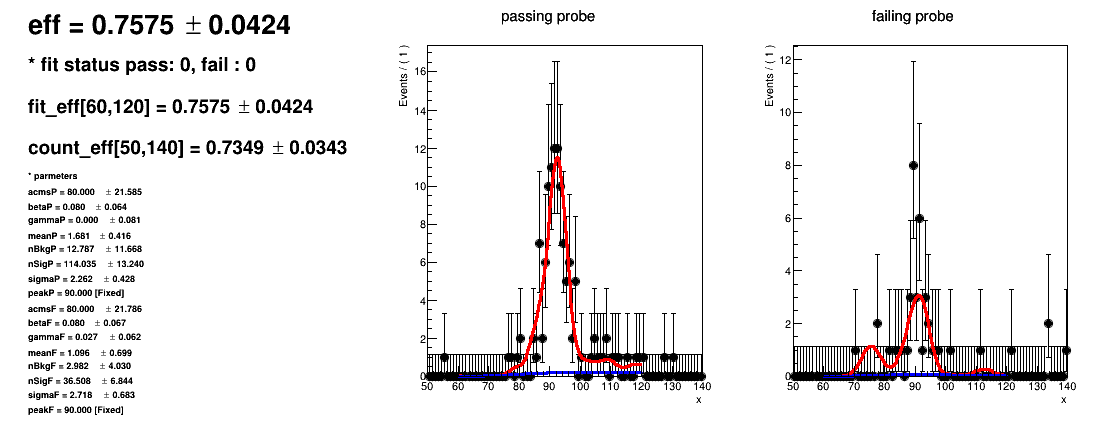 eff = 0.7575 ± 0.0424
* fit status pass: 0, fail : 0
fit_eff[60,120] = 0.7575 ± 0.0424
count_eff[50,140] = 0.7349 ± 0.0343
* parmeters
acmsP = 80.000 ± 21.585
betaP = 0.080 ± 0.064
gammaP = 0.000 ± 0.081
meanP = 1.681 ± 0.416
nBkgP = 12.787 ± 11.668
nSigP = 114.035 ± 13.240
sigmaP = 2.262 ± 0.428
peakP = 90.000 [Fixed]
acmsF = 80.000 ± 21.786
betaF = 0.080 ± 0.067
gammaF = 0.027 ± 0.062
meanF = 1.096 ± 0.699
nBkgF = 2.982 ± 4.030
nSigF = 36.508 ± 6.844
sigmaF = 2.718 ± 0.683
peakF = 90.000 [Fixed]
passing probe
Events / ( 1 )
16
14
12
10
8
6
4
2
0
50 60 70 80 90 100 110 120 130 140
x
failing probe
Events / ( 1 )
12
10
8
6
4
2
0
50 60 70 80 90 100 110 120 130 140
x